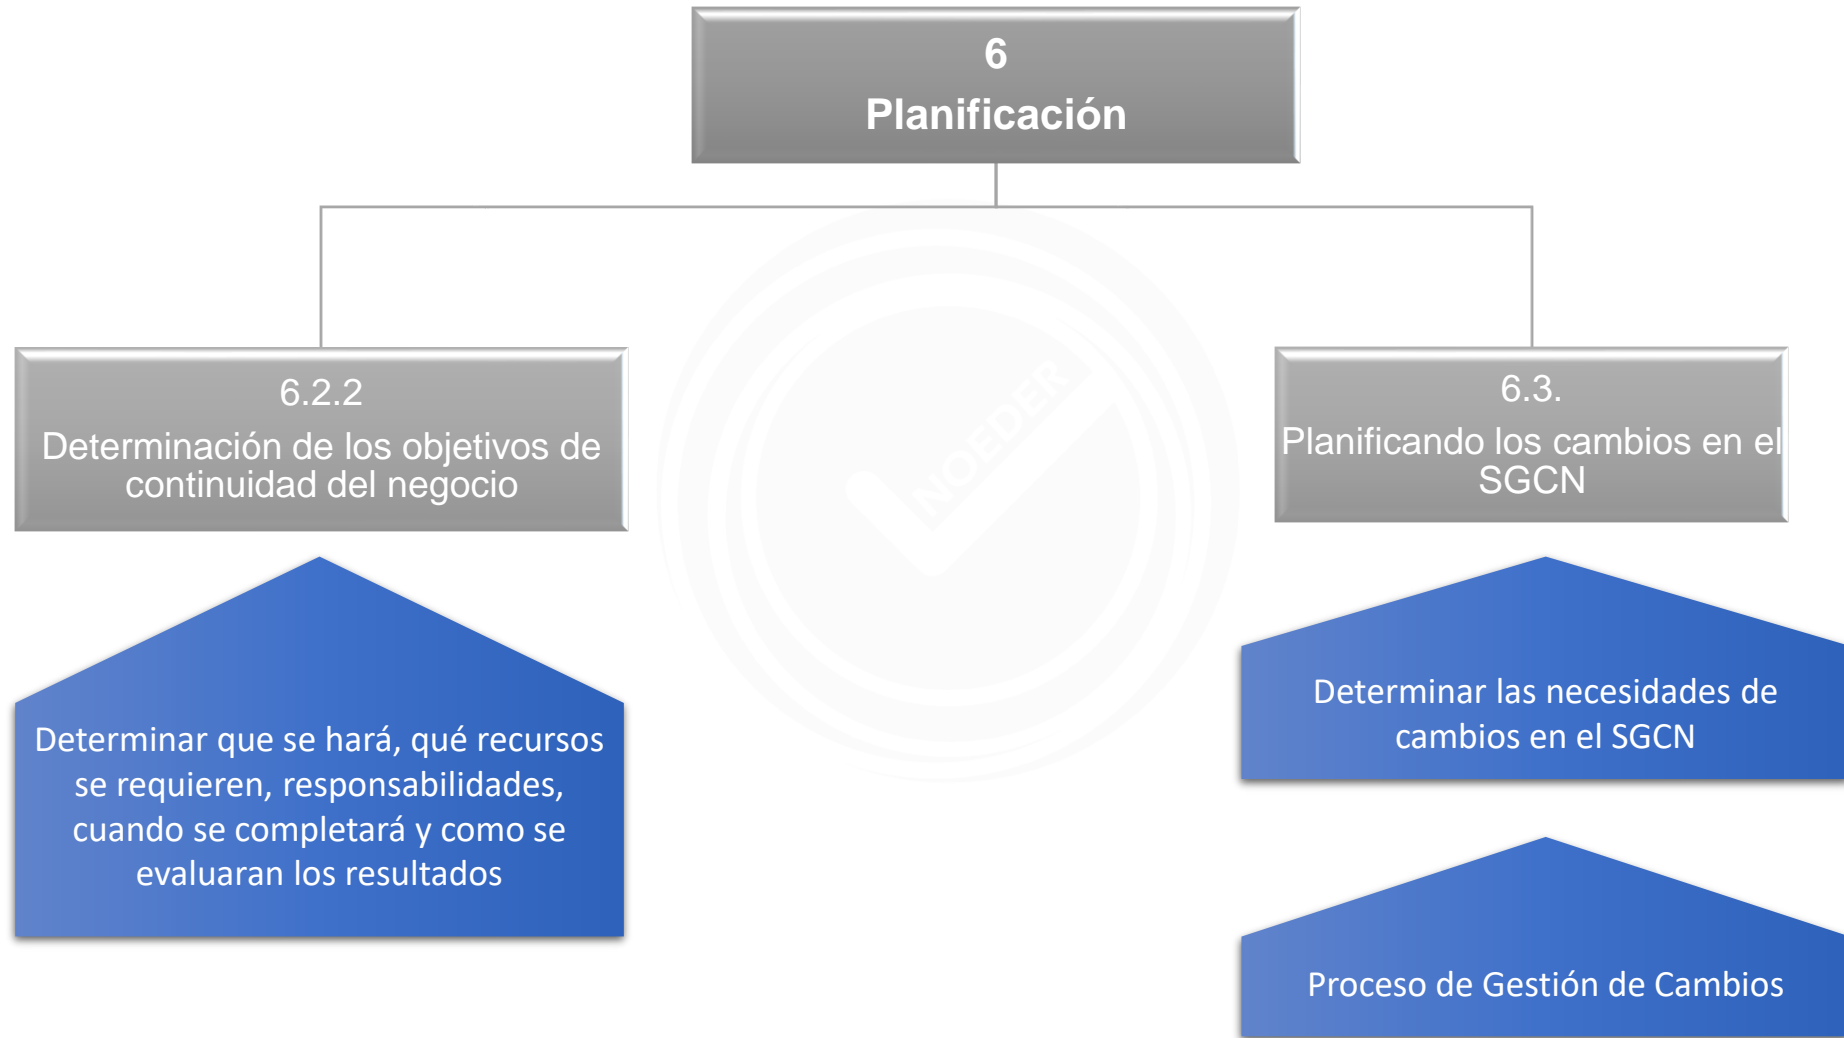 6
Planificación
6.2.2
Determinación de los objetivos de
continuidad del negocio
6.3.
Planificando los cambios en el
SGCN
NOEDER
Determinar que se hará, qué recursos
se requieren, responsabilidades,
cuando se completará y como se
evaluaran los resultados
Determinar las necesidades de
cambios en el SGCN
Proceso de Gestión de Cambios